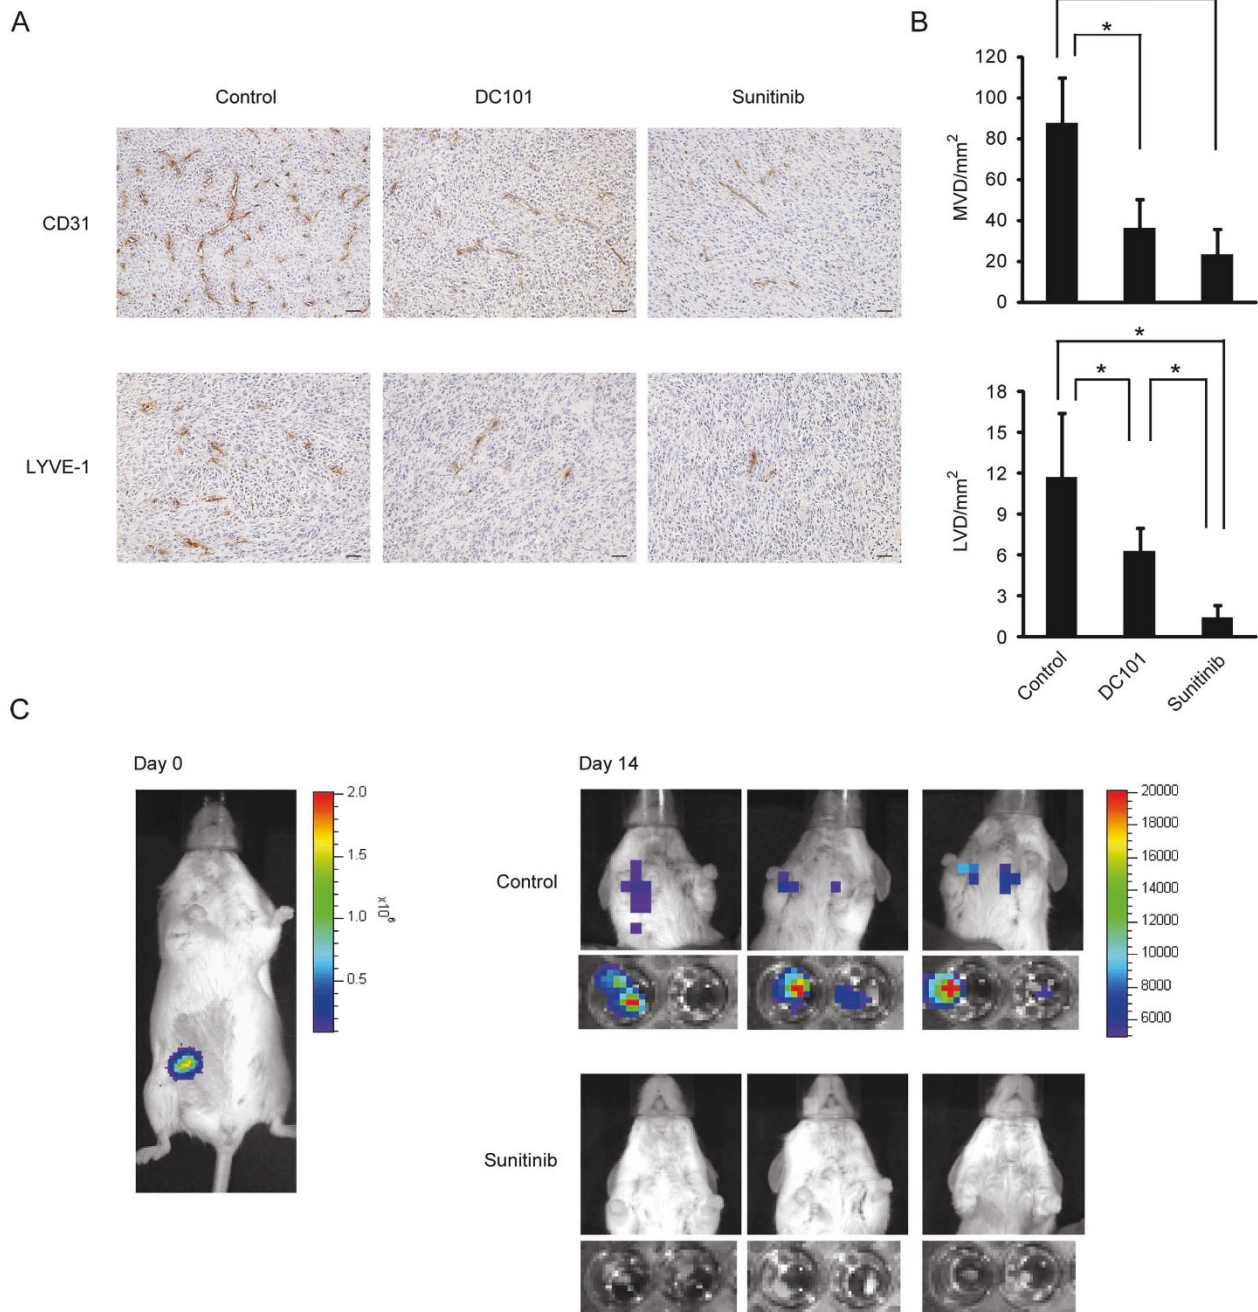 A
B
Control
DC101
Sunitinib
CD31
LYVE-1
*
MVD/mm2
120
100
80
60
40
20
0
*
*
*
LVD/mm2
18
15
12
9
6
3
0
Control
DC101
Sunitinib
C
Day 0
2.0
1.5
1.0
0.5
x10^6
Day 14
Control
Sunitinib
20000
18000
16000
14000
12000
10000
8000
6000